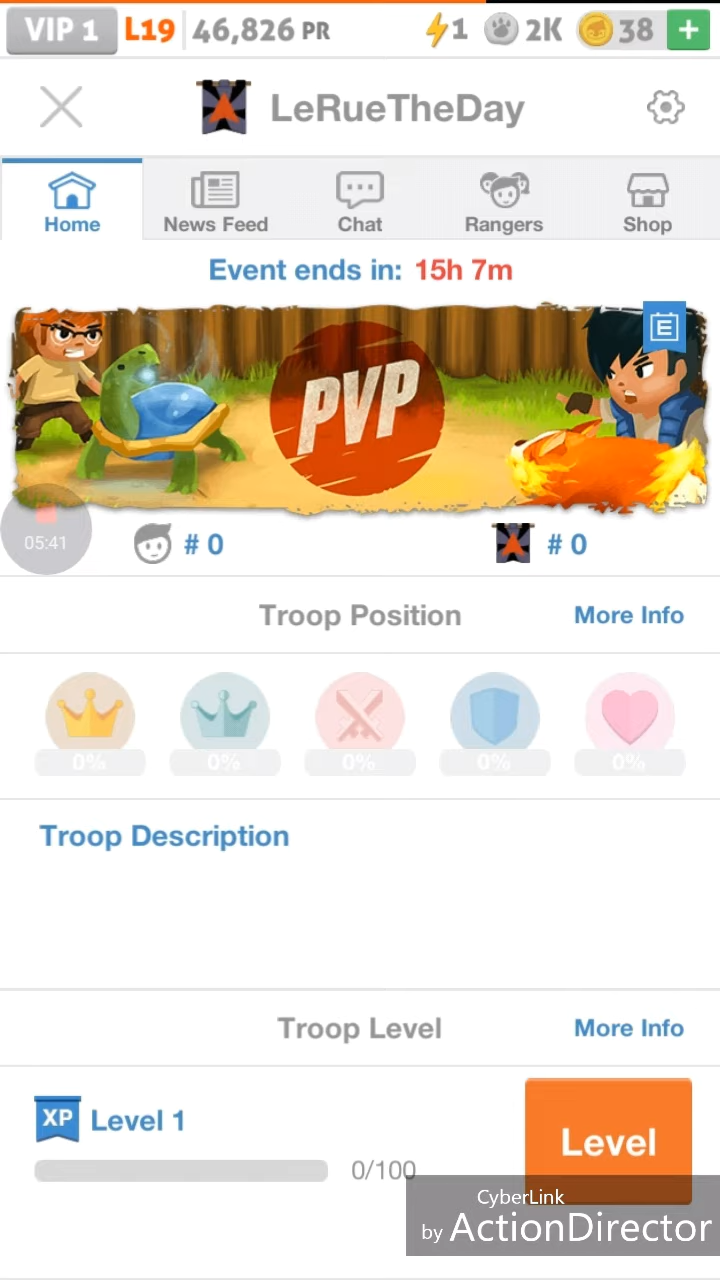 VIP 1 L19 46,826 PR 1 2K 38
LeRueTheDay
Home News Feed Chat Rangers Shop
Event ends in: 15h 7m
E
PVP
05:41 # 0 # 0
Troop Position More Info
0% 0% 0% 0% 0%
Troop Description
Troop Level More Info
XP Level 1
Level
0/100
CyberLink
by ActionDirector